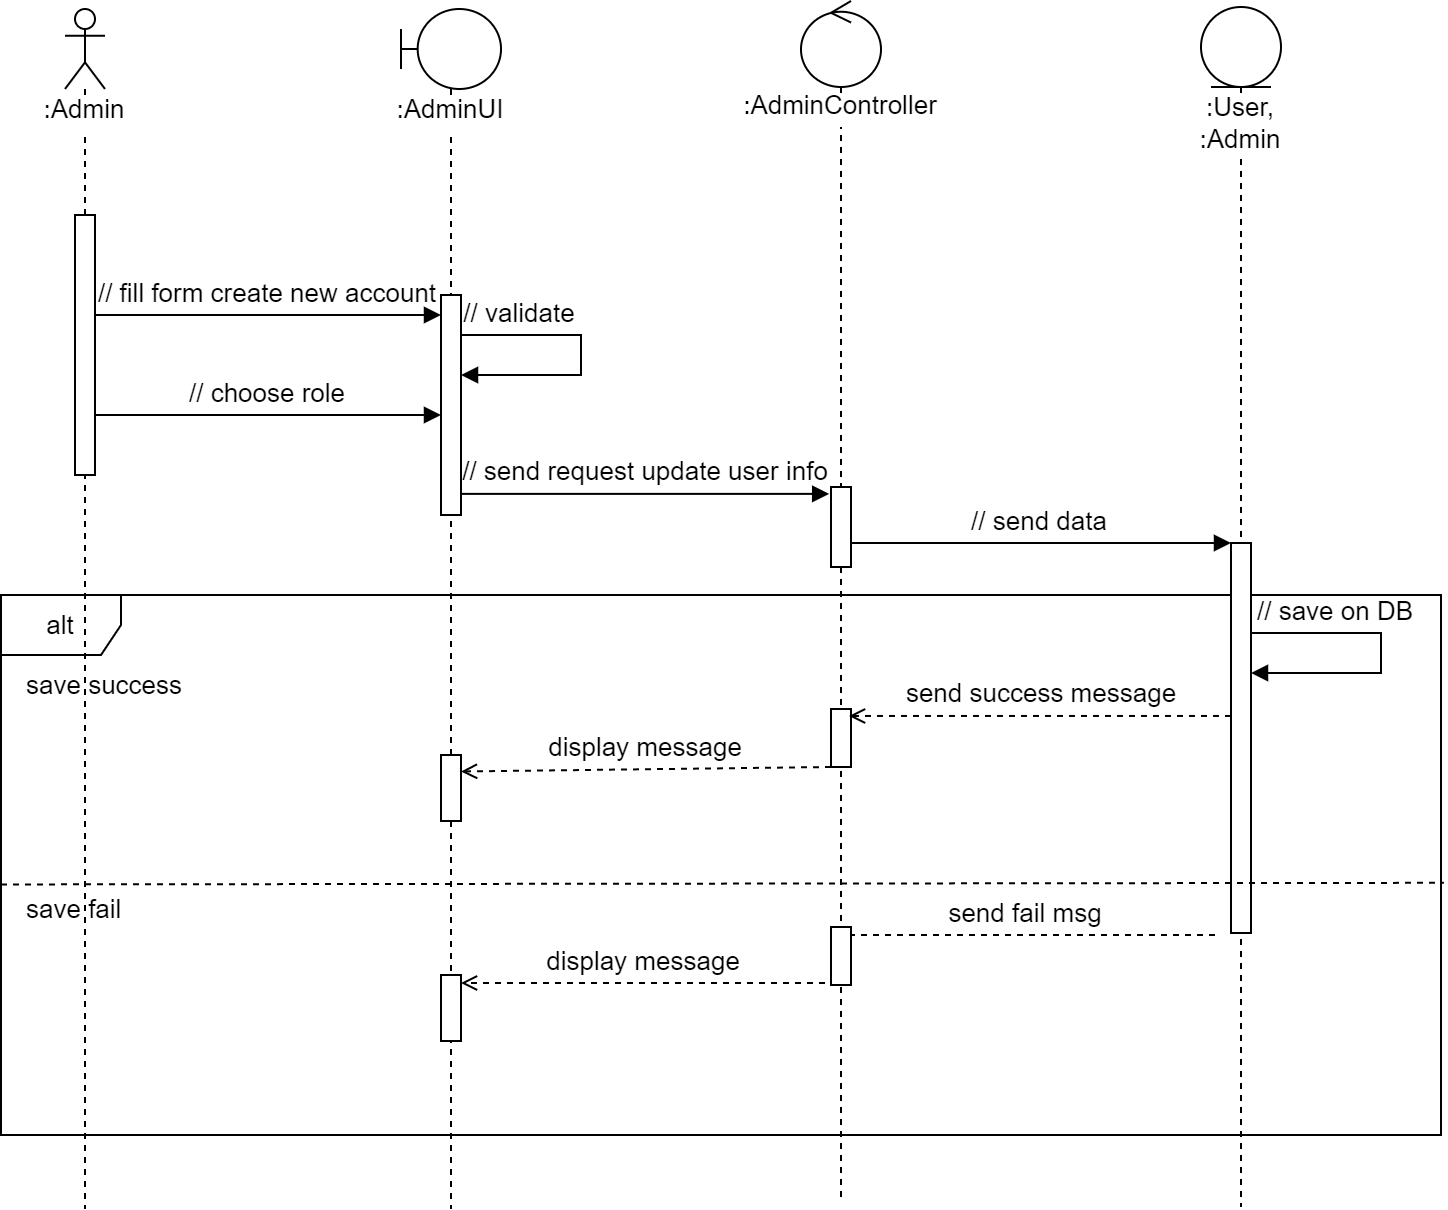 :Admin
:AdminUI
:AdminController
:User,
:Admin
// fill form create new account
// validate
// choose role
// send request update user info
// send data
alt
// save on DB
save success
send success message
display message
save fail
send fail msg
display message